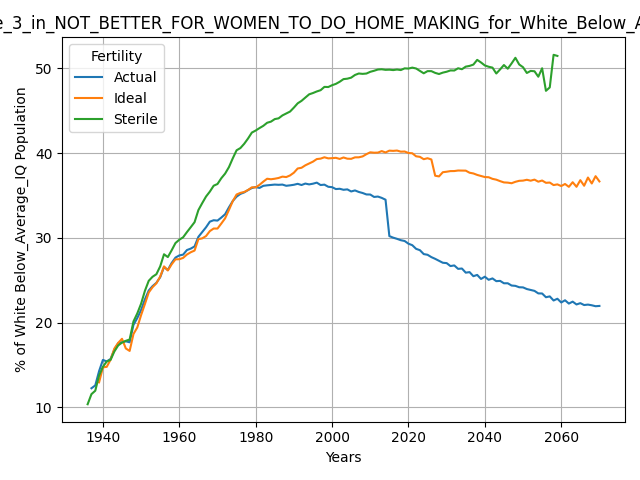 _3_in_NOT_BETTER_FOR_WOMEN_TO_DO_HOME_MAKING_for_White_Below_
Fertility
Actual
Ideal
Sterile
% of White Below_Average_IQ Population
50
40
30
20
10
1940
1960
1980
2000
2020
2040
2060
Years